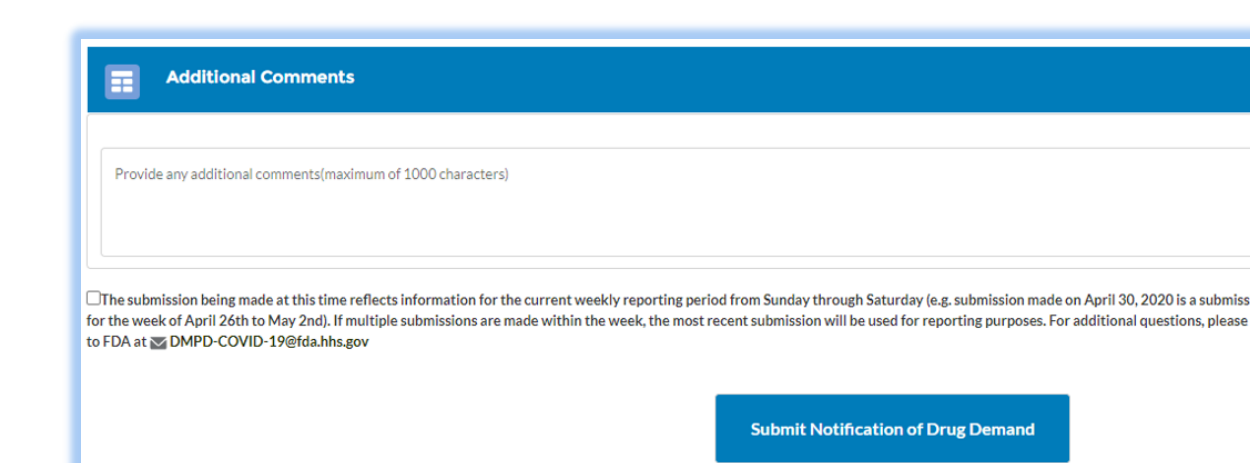 Additional Comments
Provide any additional comments(maximum of 1000 characters)
The submission being made at this time reflects information for the current weekly reporting period from Sunday through Saturday (e.g. submission made on April 30, 2020 is a submiss
for the week of April 26th to May 2nd). If multiple submissions are made within the week, the most recent submission will be used for reporting purposes. For additional questions, please
to FDA at DMPD-COVID-19@fda.hhs.gov
Submit Notification of Drug Demand